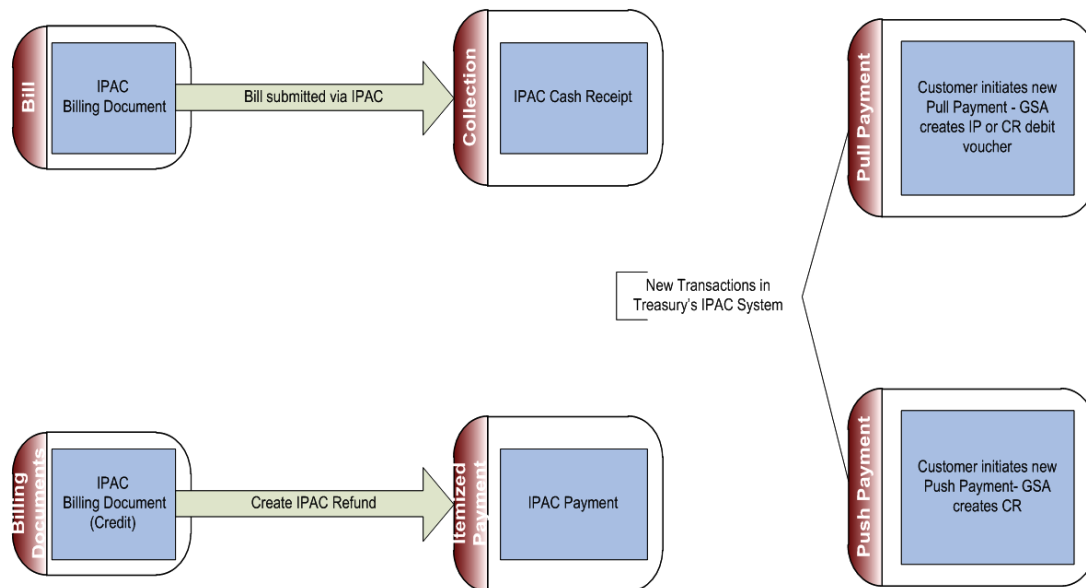 Bill
IPAC
Billing Document
Bill submitted via IPAC
Collection
IPAC Cash Receipt
Pull Payment
Customer initiates new
Pull Payment - GSA
creates IP or CR debit
voucher
New Transactions in
Treasury's IPAC System
Billing
Documents
IPAC
Billing Document
(Credit)
Create IPAC Refund
Itemized
Payment
IPAC Payment
Push Payment
Customer initiates new
Push Payment- GSA
creates CR